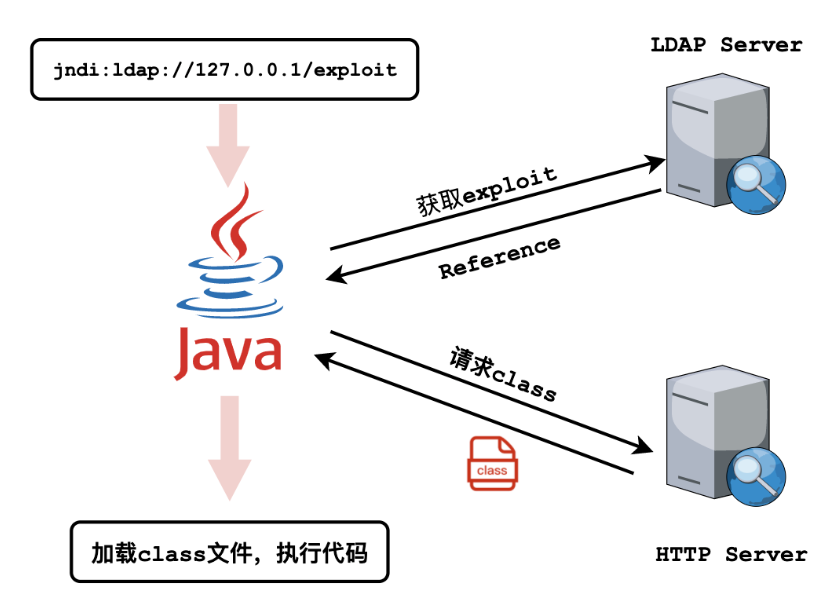 LDAP Server
jndi:ldap://127.0.0.1/exploit
获取exploit
Reference
Java
请求class
class
加载class文件，执行代码
HTTP Server